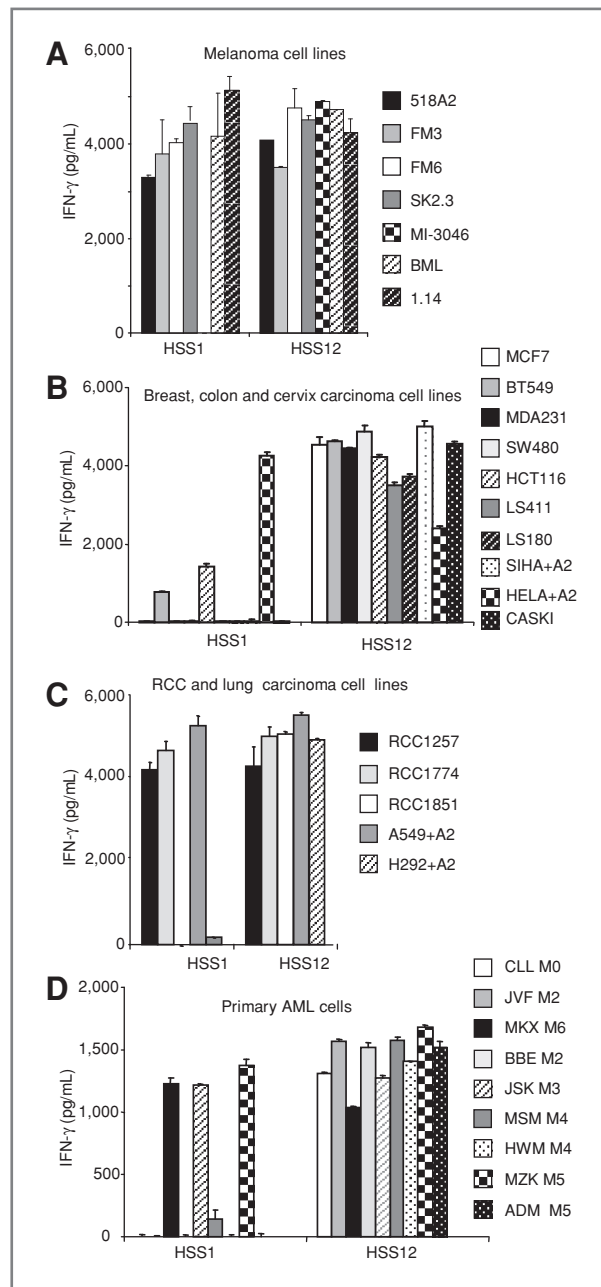 A
Melanoma cell lines
IFN-γ (pg/mL)
6,000
4,000
2,000
0
HSS1
HSS12
518A2
FM3
FM6
SK2.3
MI-3046
BML
1.14
B
Breast, colon and cervix carcinoma cell lines
IFN-γ (pg/mL)
6,000
4,000
2,000
0
HSS1
HSS12
MCF7
BT549
MDA231
SW480
HCT116
LS411
LS180
SIHA+A2
HELA+A2
CASKI
C
RCC and lung carcinoma cell lines
IFN-γ (pg/mL)
6,000
4,000
2,000
0
HSS1
HSS12
RCC1257
RCC1774
RCC1851
A549+A2
H292+A2
D
Primary AML cells
IFN-γ (pg/mL)
2,000
1,500
1,000
500
0
HSS1
HSS12
CLL M0
JVF M2
MKX M6
BBE M2
JSK M3
MSM M4
HWM M4
MZK M5
ADM M5